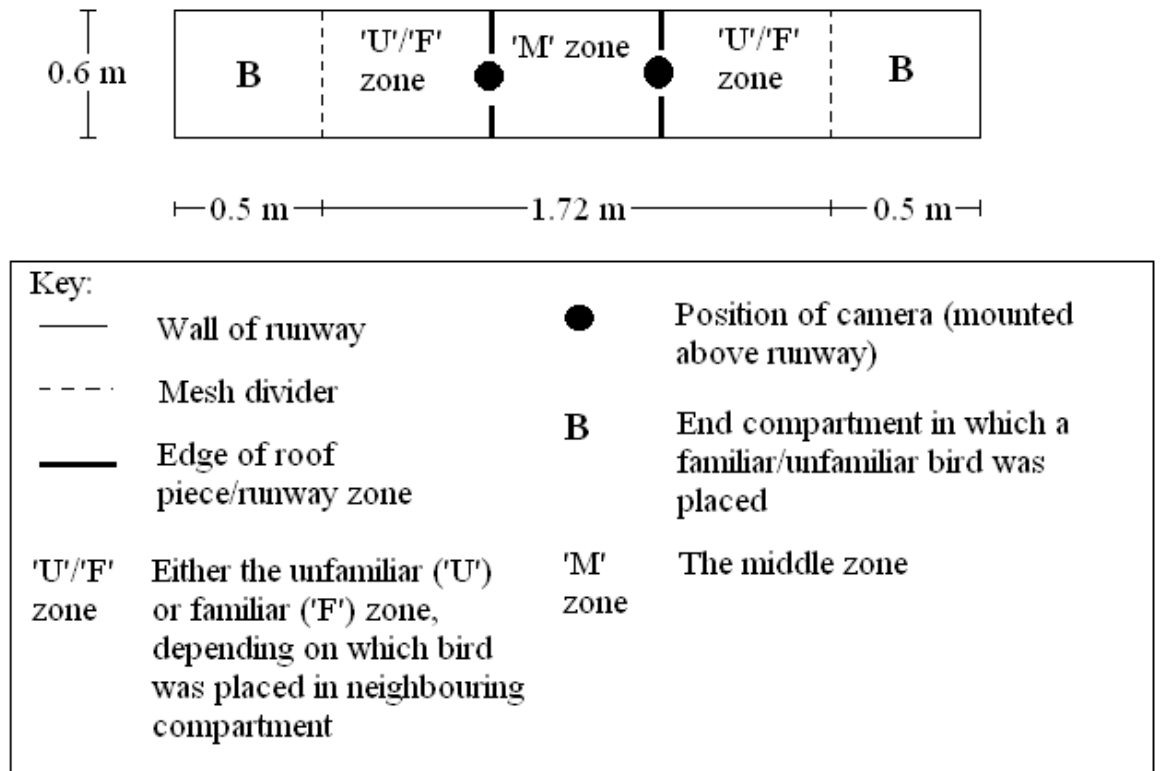 'U'/'F'
zone
'M' zone
'U'/'F'
zone
0.6 m
B
B
0.5 m
1.72 m
0.5 m
Key:
Wall of runway
Mesh divider
Edge of roof
piece/runway zone
'U'/'F'
zone
Either the unfamiliar ('U')
or familiar ('F') zone,
depending on which bird
was placed in neighbouring
compartment
Position of camera (mounted
above runway)
B
End compartment in which a
familiar/unfamiliar bird was
placed
'M'
zone
The middle zone